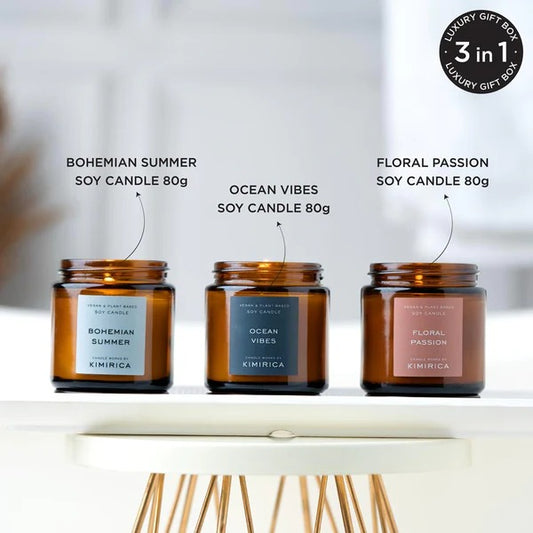 LUXURY GIFT BOX
3 in 1
LUXURY GIFT BOX
BOHEMIAN SUMMER
SOY CANDLE 80g
OCEAN VIBES
SOY CANDLE 80g
FLORAL PASSION
SOY CANDLE 80g
VEGAN & PLANT-BASED
SOY CANDLE
BOHEMIAN
SUMMER
CANDLE WORKS BY
KIMIRICA
VEGAN & PLANT-BASED
SOY CANDLE
OCEAN
VIBES
CANDLE WORKS BY
KIMIRICA
VEGAN & PLANT-BASED
SOY CANDLE
FLORAL
PASSION
CANDLE WORKS BY
KIMIRICA